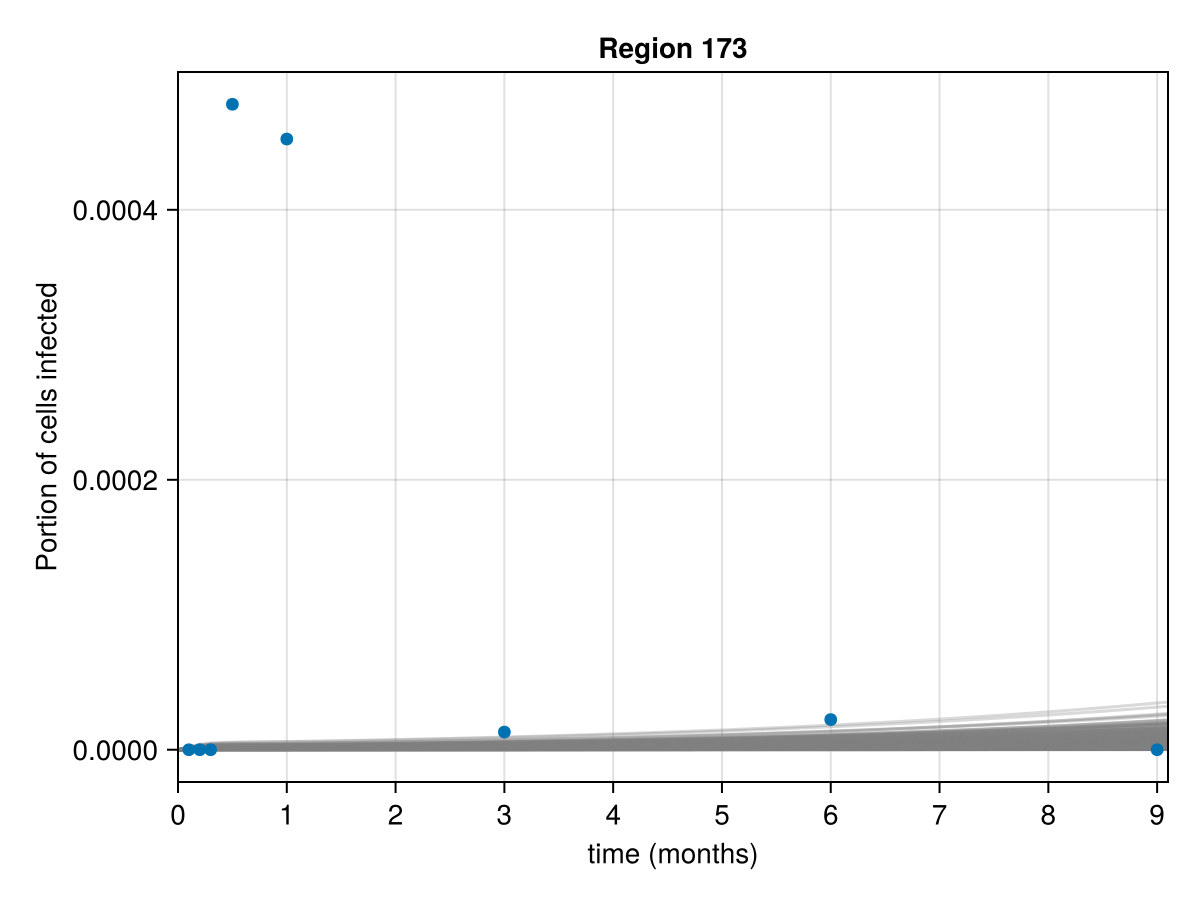 Region 173
Portion of cells infected
0.0004
0.0002
0.0000
0 1 2 3 4 5 6 7 8 9
time (months)